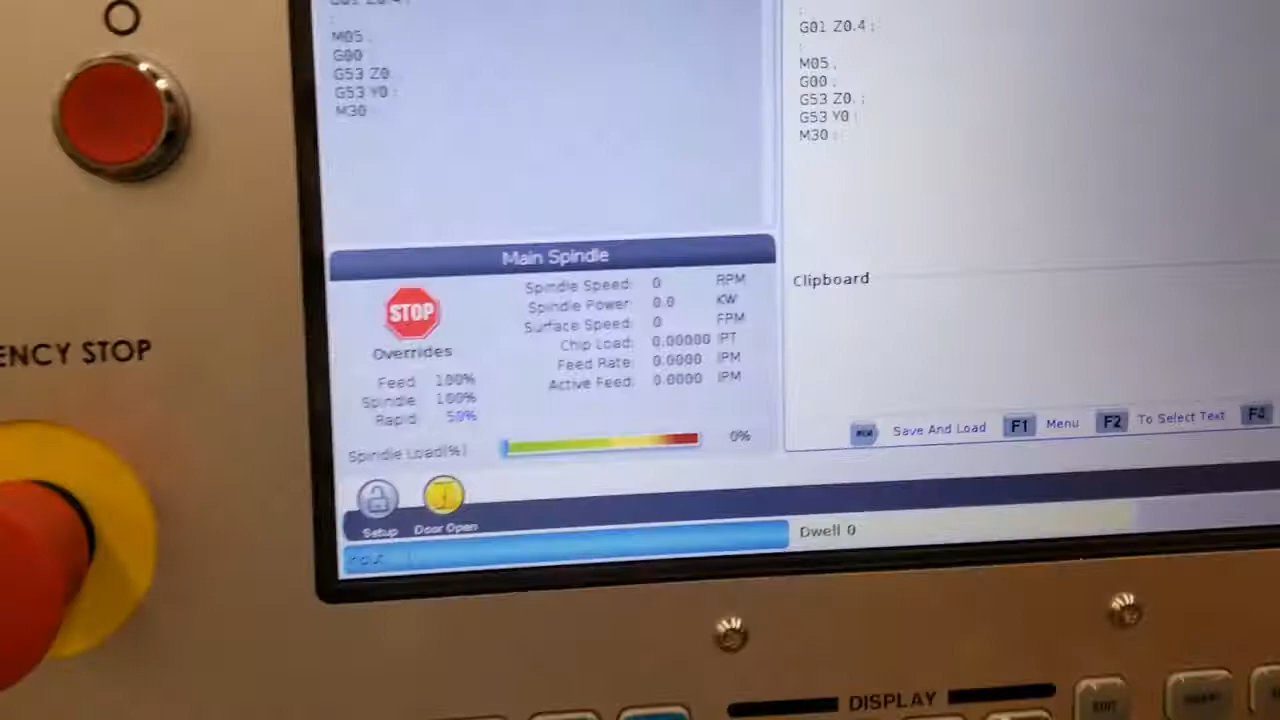 M05
G00
G53 Z0
G53 Y0 ;
M30
G01 Z0.4 ;
;
M05 ;
G00 ;
G53 Z0. ;
G53 Y0 ;
M30 ;
Main Spindle
STOP
Overrides
Feed: 100%
Spindle: 100%
Rapid: 50%
Spindle Speed: 0 RPM
Spindle Power: 0.0 KW
Surface Speed: 0 FPM
Chip Load: 0.00000 IPT
Feed Rate: 0.0000 IPM
Active Feed: 0.0000 IPM
Spindle Load(%) 0%
Clipboard
Save And Load F1 Menu F2 To Select Text F4
Setup Door Open
Input
Dwell 0
ENCY STOP
DISPLAY
EDIT